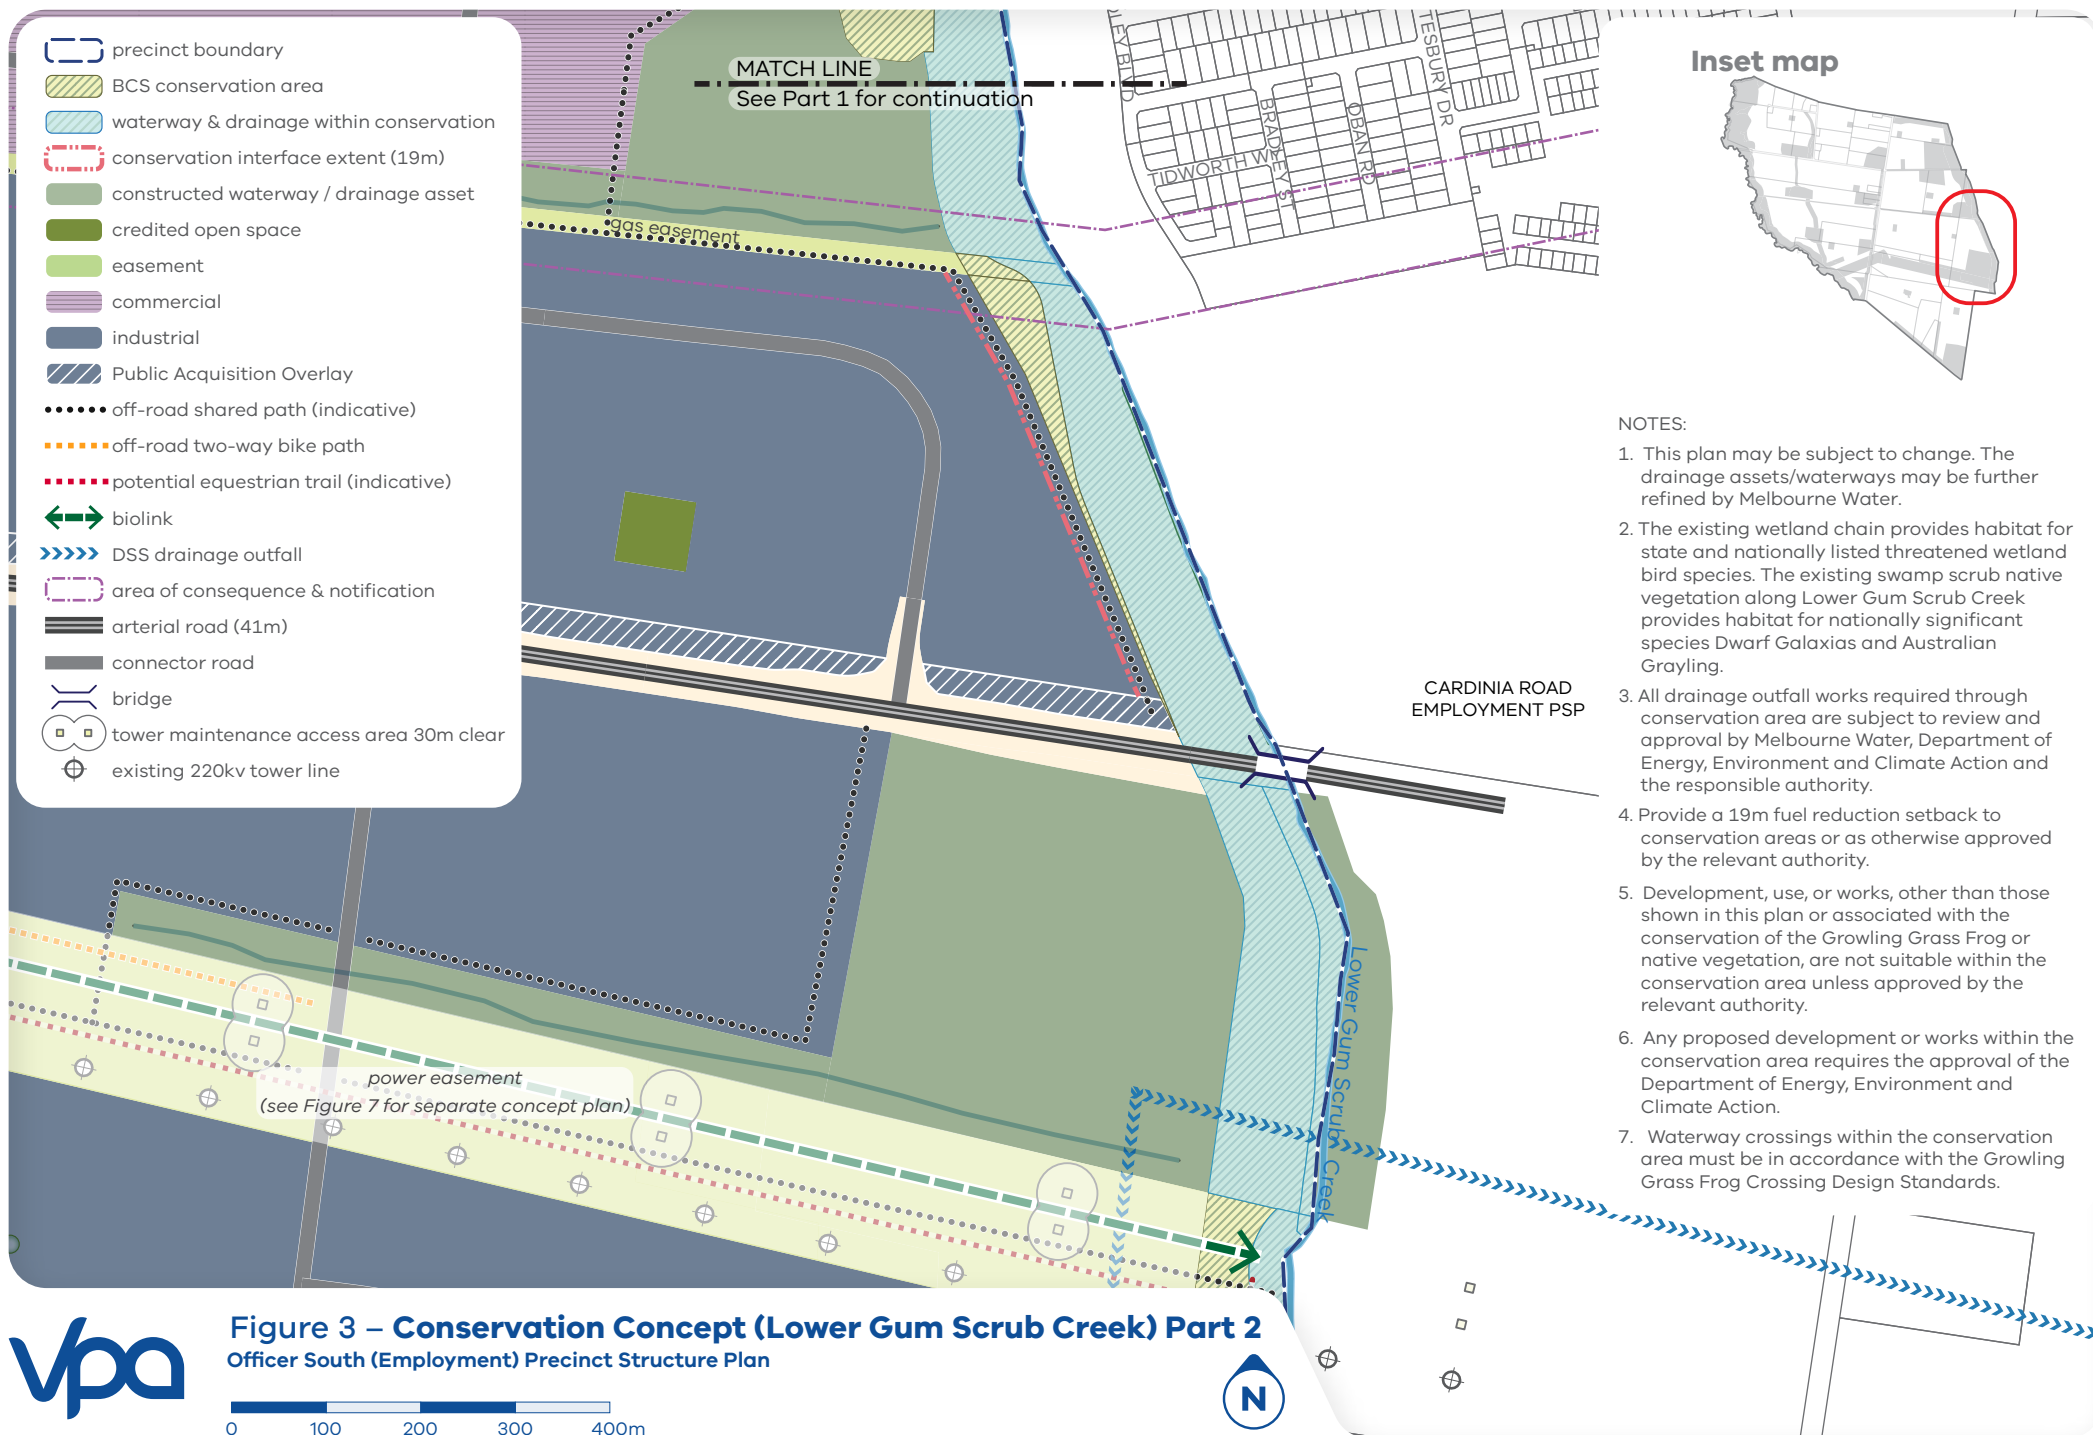 precinct boundary
BCS conservation area
waterway & drainage within conservation
conservation interface extent (19m)
constructed waterway / drainage asset
credited open space
easement
commercial
industrial
Public Acquisition Overlay
off-road shared path (indicative)
off-road two-way bike path
potential equestrian trail (indicative)
biolink
DSS drainage outfall
area of consequence & notification
arterial road (41m)
connector road
bridge
tower maintenance access area 30m clear
existing 220kv tower line
MATCH LINE
See Part 1 for continuation
gas easement
TIDWORTH WY
BRADLEY ST
OBAN RD
TESBURY DR
LEY BLVD
CARDINIA ROAD
EMPLOYMENT PSP
Lower Gum Scrub Creek
power easement
(see Figure 7 for separate concept plan)
Inset map
NOTES:
1. This plan may be subject to change. The
drainage assets/waterways may be further
refined by Melbourne Water.
2. The existing wetland chain provides habitat for
state and nationally listed threatened wetland
bird species. The existing swamp scrub native
vegetation along Lower Gum Scrub Creek
provides habitat for nationally significant
species Dwarf Galaxias and Australian
Grayling.
3. All drainage outfall works required through
conservation area are subject to review and
approval by Melbourne Water, Department of
Energy, Environment and Climate Action and
the responsible authority.
4. Provide a 19m fuel reduction setback to
conservation areas or as otherwise approved
by the relevant authority.
5. Development, use, or works, other than those
shown in this plan or associated with the
conservation of the Growling Grass Frog or
native vegetation, are not suitable within the
conservation area unless approved by the
relevant authority.
6. Any proposed development or works within the
conservation area requires the approval of the
Department of Energy, Environment and
Climate Action.
7. Waterway crossings within the conservation
area must be in accordance with the Growling
Grass Frog Crossing Design Standards.
vpa
Figure 3 – Conservation Concept (Lower Gum Scrub Creek) Part 2
Officer South (Employment) Precinct Structure Plan
0 100 200 300 400m
N